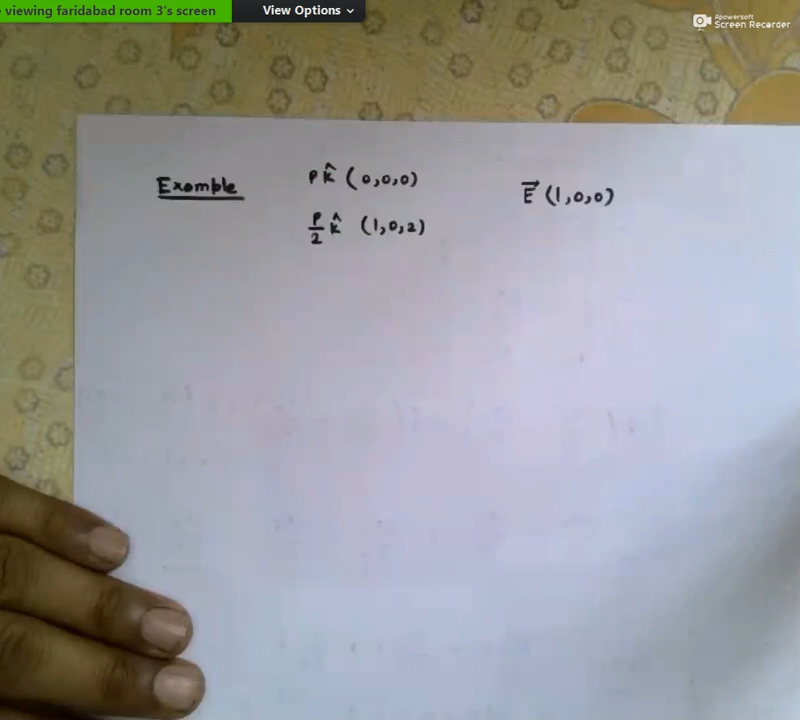 viewing faridabad room 3's screen View Options
Apowersoft
Screen Recorder
Example p k̂ (0,0,0) E⃗ (1,0,0)
p/2 k̂ (1,0,2)